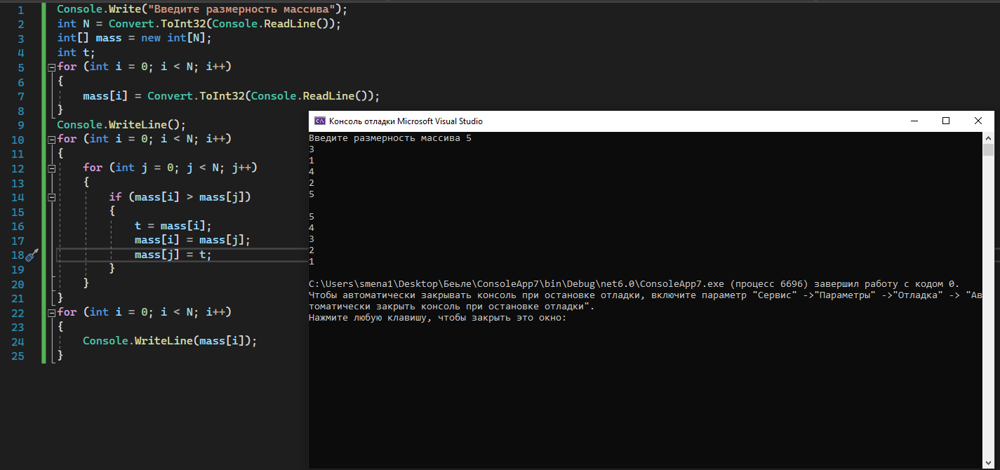 1 Console.Write("Введите размерность массива");
2 int N = Convert.ToInt32(Console.ReadLine());
3 int[] mass = new int[N];
4 int t;
5 for (int i = 0; i < N; i++)
6 {
7 mass[i] = Convert.ToInt32(Console.ReadLine());
8 }
9 Console.WriteLine();
10 for (int i = 0; i < N; i++)
11 {
12 for (int j = 0; j < N; j++)
13 {
14 if (mass[i] > mass[j])
15 {
16 t = mass[i];
17 mass[i] = mass[j];
18 mass[j] = t;
19 }
20 }
21 }
22 for (int i = 0; i < N; i++)
23 {
24 Console.WriteLine(mass[i]);
25 }
Консоль отладки Microsoft Visual Studio
Введите размерность массива 5
3
1
4
2
5
5
4
3
2
1
C:\Users\smena1\Desktop\Беьле\ConsoleApp7\bin\Debug\net6.0\ConsoleApp7.exe (процесс 6696) завершил работу с кодом 0.
Чтобы автоматически закрывать консоль при остановке отладки, включите параметр "Сервис" ->"Параметры" ->"Отладка" -> "Ав
томатически закрыть консоль при остановке отладки".
Нажмите любую клавишу, чтобы закрыть это окно: